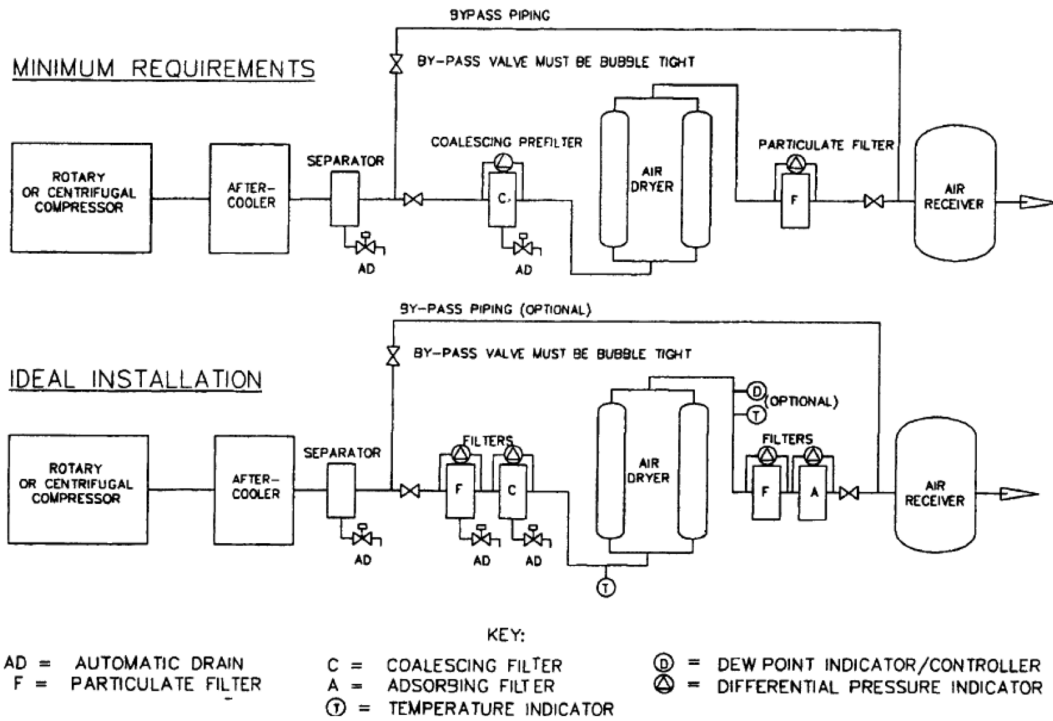 BYPASS PIPING
MINIMUM REQUIREMENTS
BY-PASS VALVE MUST BE BUBBLE TIGHT
COALESCING PREFILTER
PARTICULATE FILTER
SEPARATOR
ROTARY
OR CENTRIFUGAL
COMPRESSOR
AFTER-
COOLER
C
AIR
DRYER
F
AIR
RECEIVER
AD
AD
BY-PASS PIPING (OPTIONAL)
BY-PASS VALVE MUST BE BUBBLE TIGHT
IDEAL INSTALLATION
D
(OPTIONAL)
T
SEPARATOR
FILTERS
FILTERS
ROTARY
OR CENTRIFUGAL
COMPRESSOR
AFTER-
COOLER
F
C
AIR
DRYER
F
A
AIR
RECEIVER
AD
AD
AD
T
KEY:
AD = AUTOMATIC DRAIN
F = PARTICULATE FILTER
C = COALESCING FILTER
A = ADSORBING FILTER
T = TEMPERATURE INDICATOR
D = DEW POINT INDICATOR/CONTROLLER
= DIFFERENTIAL PRESSURE INDICATOR